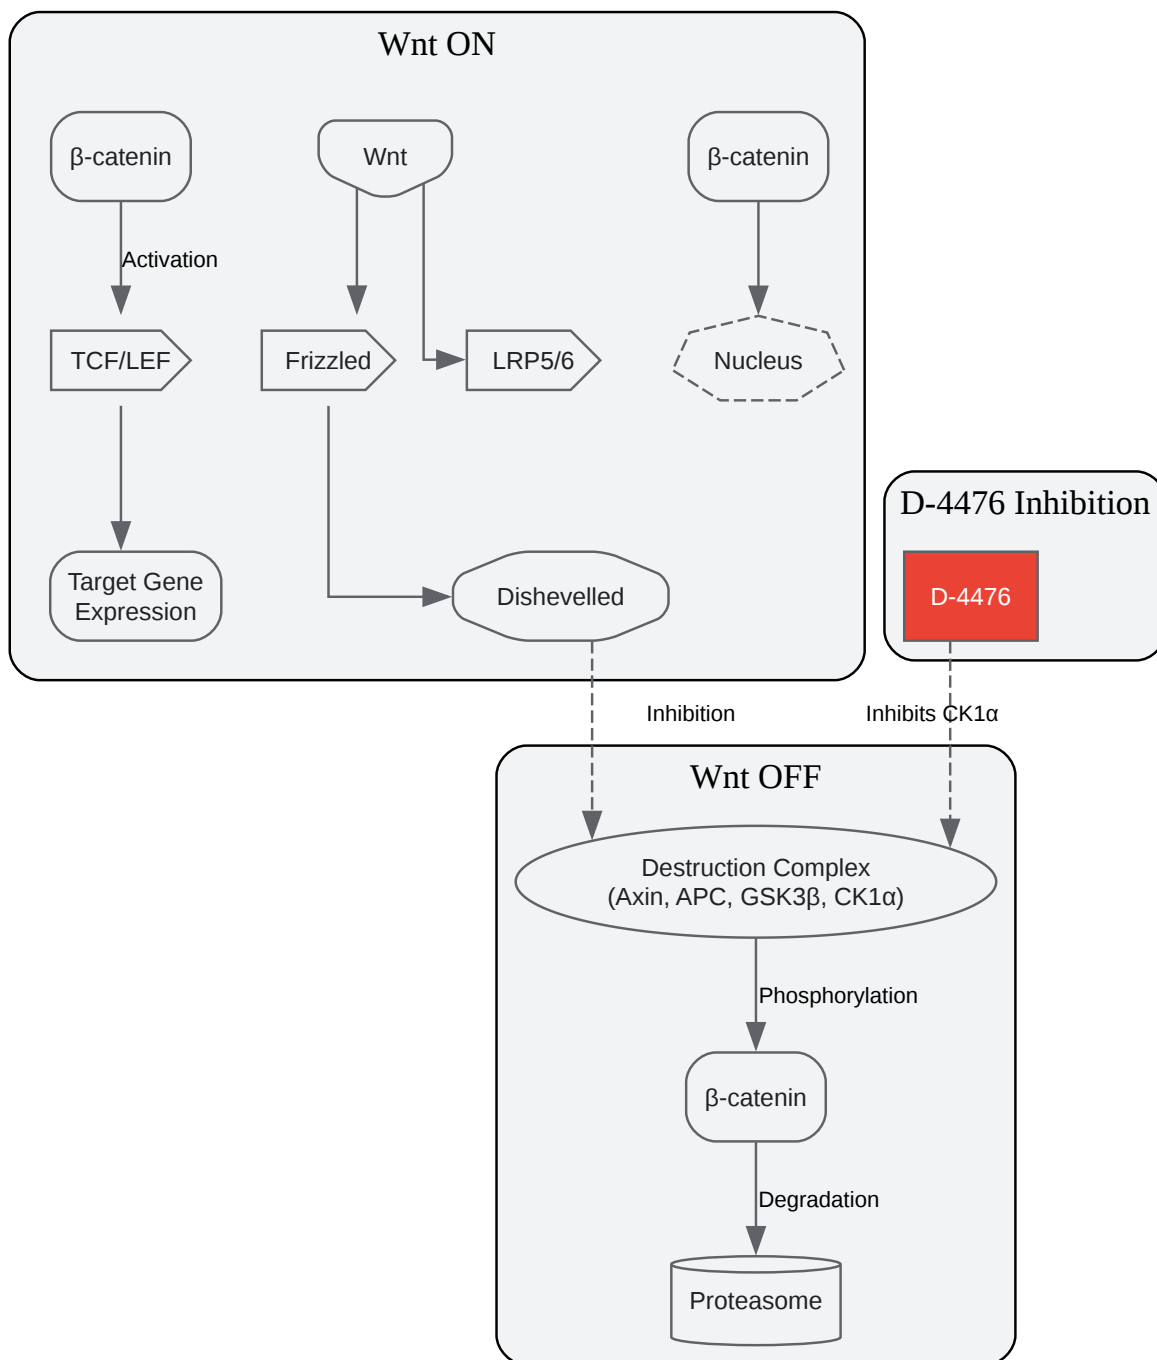 Wnt ON
β-catenin
Wnt
β-catenin
Activation
TCF/LEF
Frizzled
LRP5/6
Nucleus
D-4476 Inhibition
Target Gene
Expression
Dishevelled
D-4476
Inhibition
Inhibits CK1α
Wnt OFF
Destruction Complex
(Axin, APC, GSK3β, CK1α)
Phosphorylation
β-catenin
Degradation
Proteasome